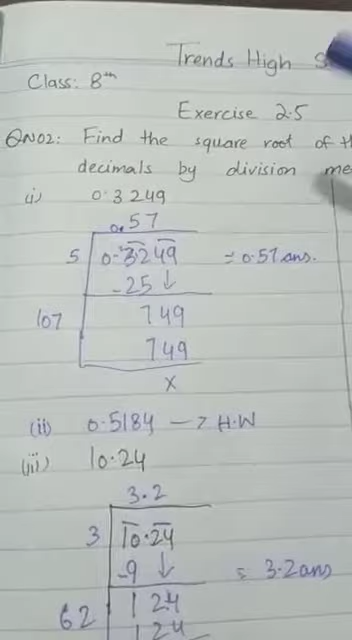 Trends High S
Class: 8th
Exercise 2.5
QNO2: Find the square root of th
decimals by division me
(i) 0.3249
0.57
5 0.3249 = 0.57 ans.
-25 ↓
107 749
749
x
(ii) 0.5184 → H.W
(iii) 10.24
3.2
3 10.24
-9 ↓ = 3.2 ans
62 124
124